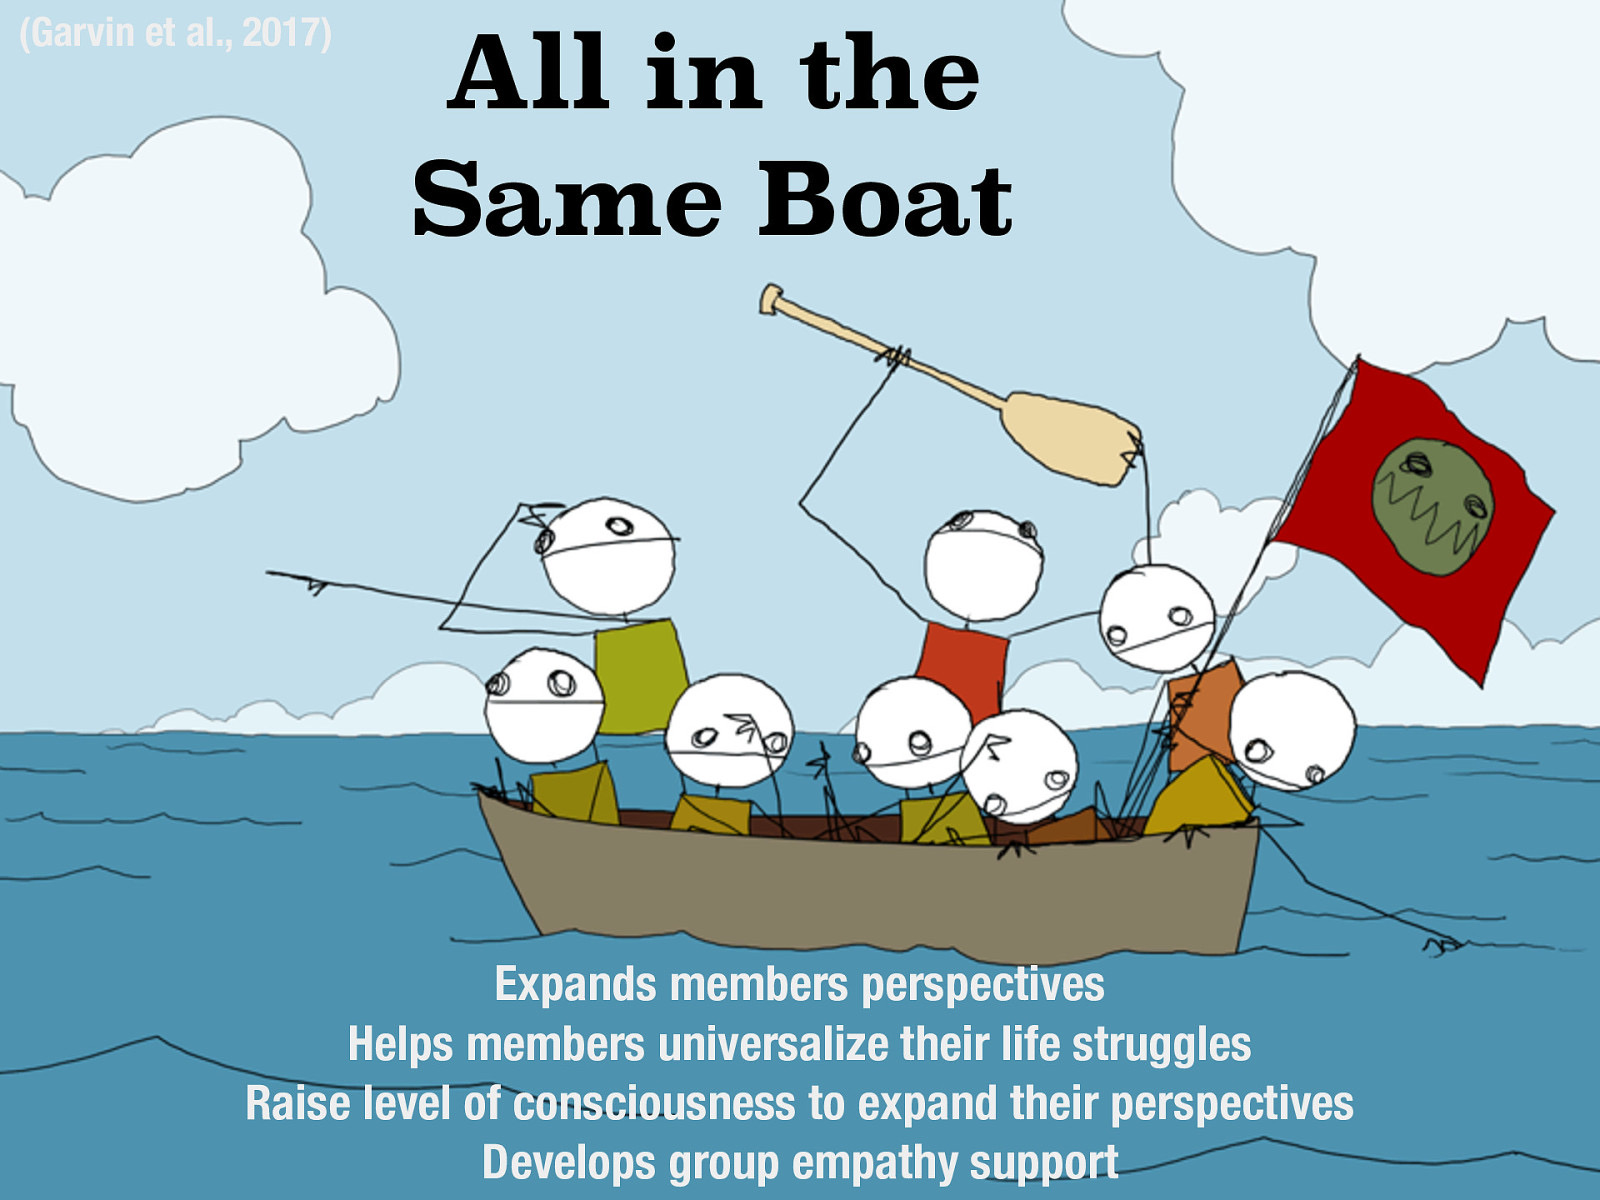 (Garvin et al., 2017)
All in the
Same Boat
Expands members perspectives
Helps members universalize their life struggles
Raise level of consciousness to expand their perspectives
Develops group empathy support